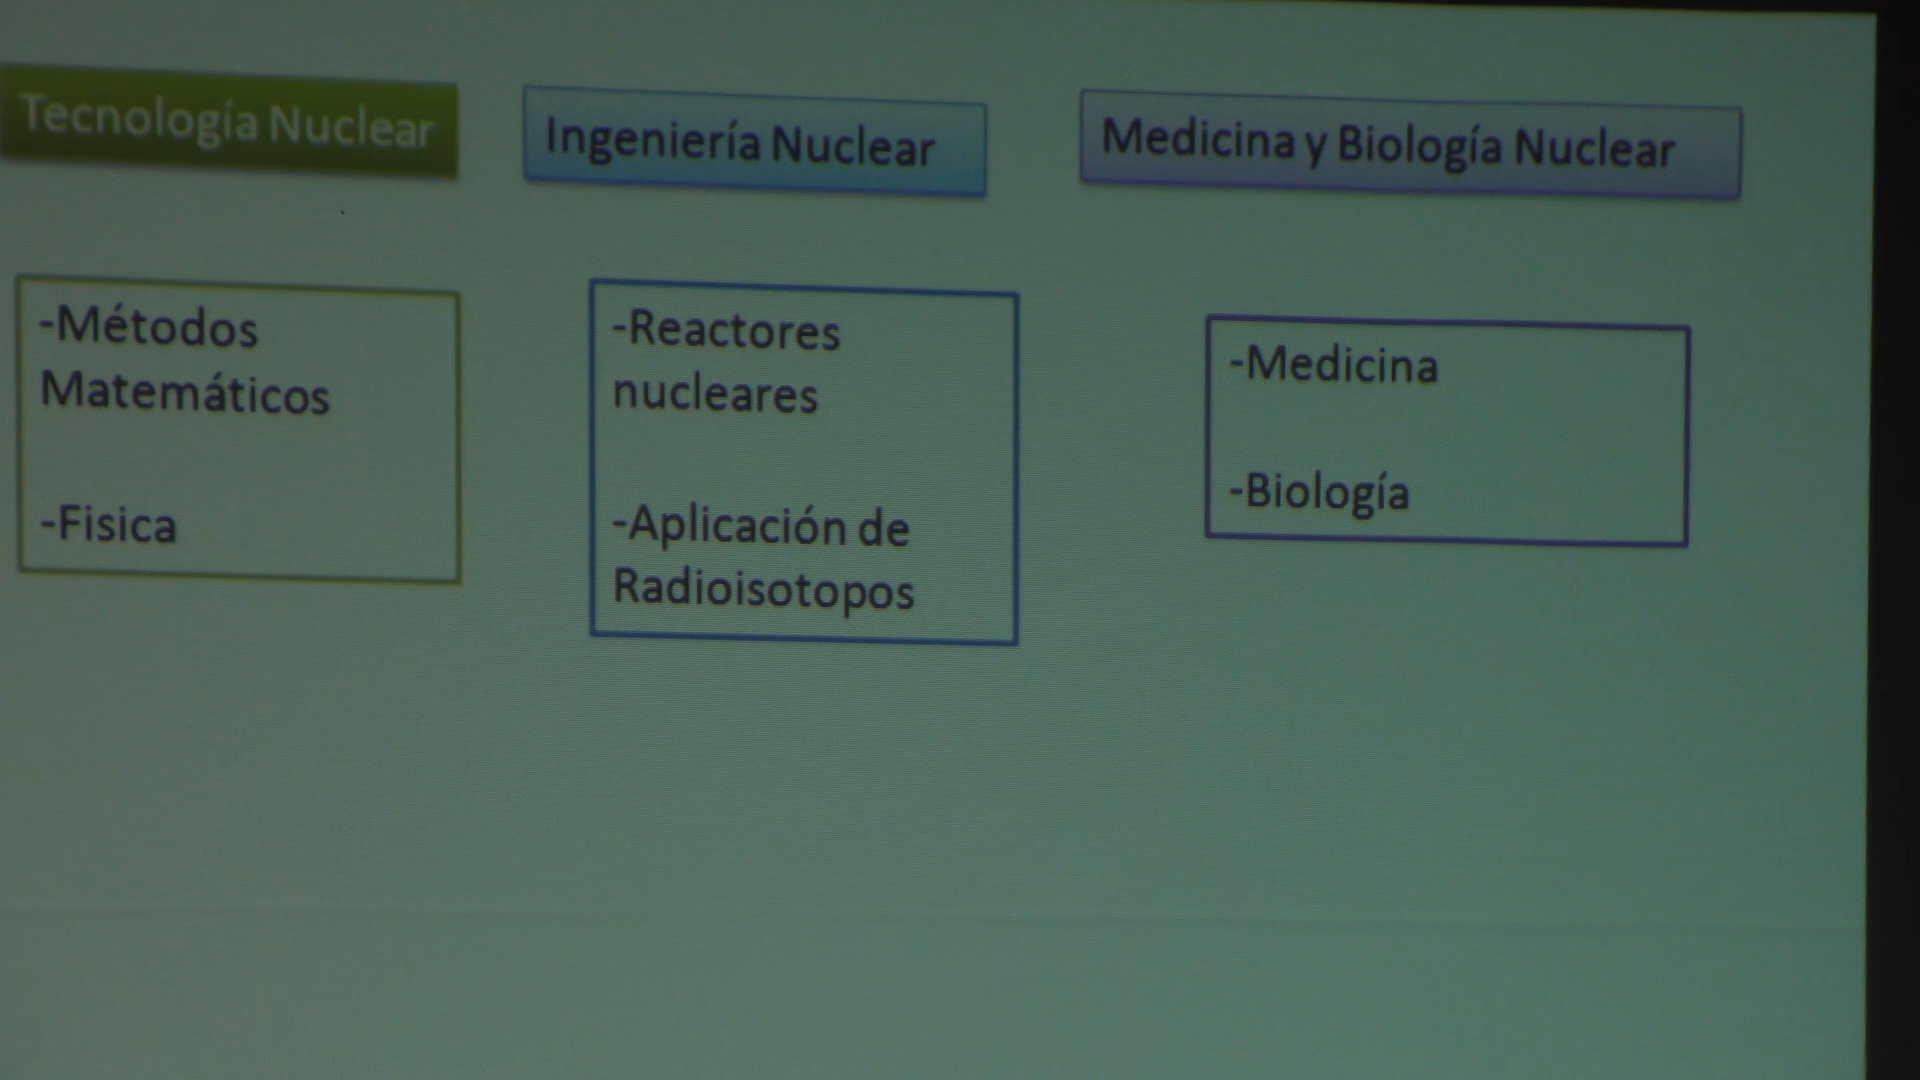 Tecnología Nuclear
Ingeniería Nuclear
Medicina y Biología Nuclear
-Métodos
Matemáticos
-Fisica
-Reactores
nucleares
-Aplicación de
Radioisotopos
-Medicina
-Biología